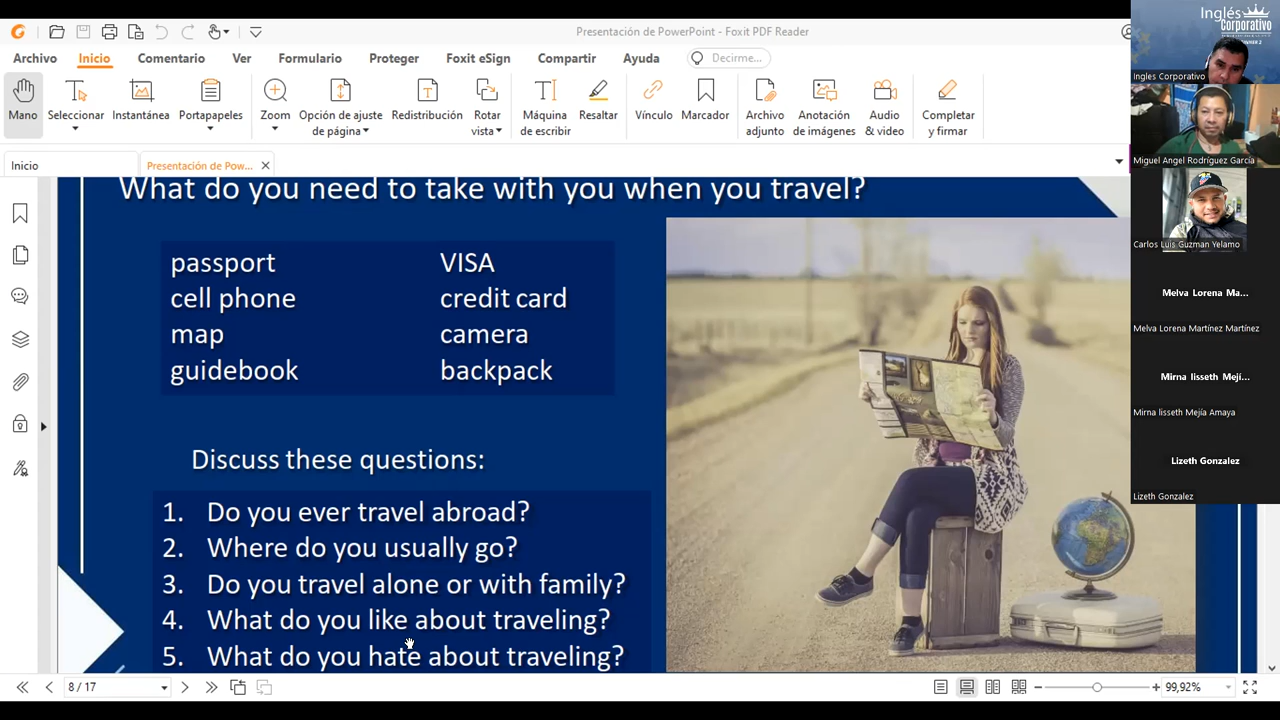 Presentación de PowerPoint - Foxit PDF Reader
Archivo Inicio Comentario Ver Formulario Proteger Foxit eSign Compartir Ayuda Decirme...
Mano
Seleccionar
Instantánea
Portapapeles
Zoom
Opción de ajuste de página
Redistribución
Rotar vista
Máquina de escribir
Resaltar
Vínculo
Marcador
Archivo adjunto
Anotación de imágenes
Audio & video
Completar y firmar
Inicio
Presentación de Pow...
What do you need to take with you when you travel?
passport
cell phone
map
guidebook
VISA
credit card
camera
backpack
Discuss these questions:
1. Do you ever travel abroad?
2. Where do you usually go?
3. Do you travel alone or with family?
4. What do you like about traveling?
5. What do you hate about traveling?
8 / 17
99,92%
Inglés
Corporativo
Ingles Corporativo
Miguel Angel Rodríguez García
Carlos Luis Guzman Yelamo
Melva Lorena Ma...
Melva Lorena Martínez Martínez
Mirna lisseth Mejí...
Mirna lisseth Mejía Amaya
Lizeth Gonzalez
Lizeth Gonzalez